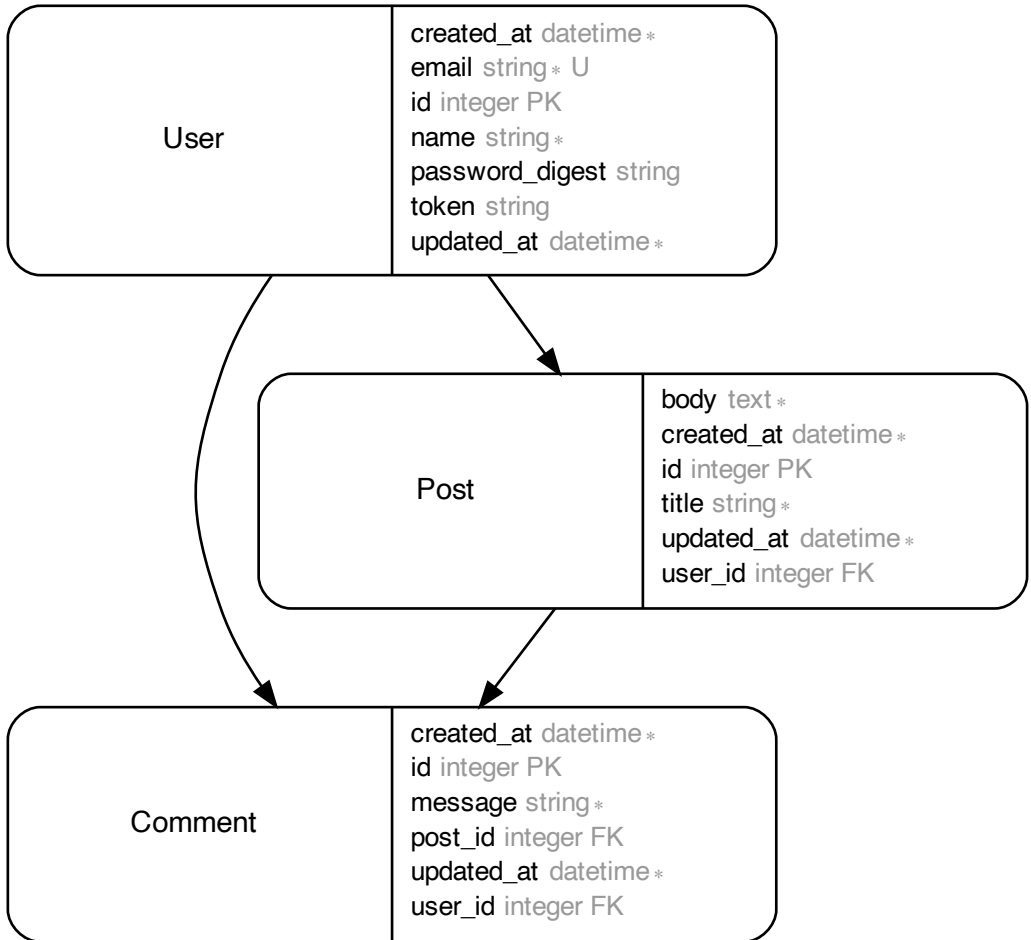 User
created_at datetime *
email string * U
id integer PK
name string *
password_digest string
token string
updated_at datetime *
Post
body text *
created_at datetime *
id integer PK
title string *
updated_at datetime *
user_id integer FK
Comment
created_at datetime *
id integer PK
message string *
post_id integer FK
updated_at datetime *
user_id integer FK